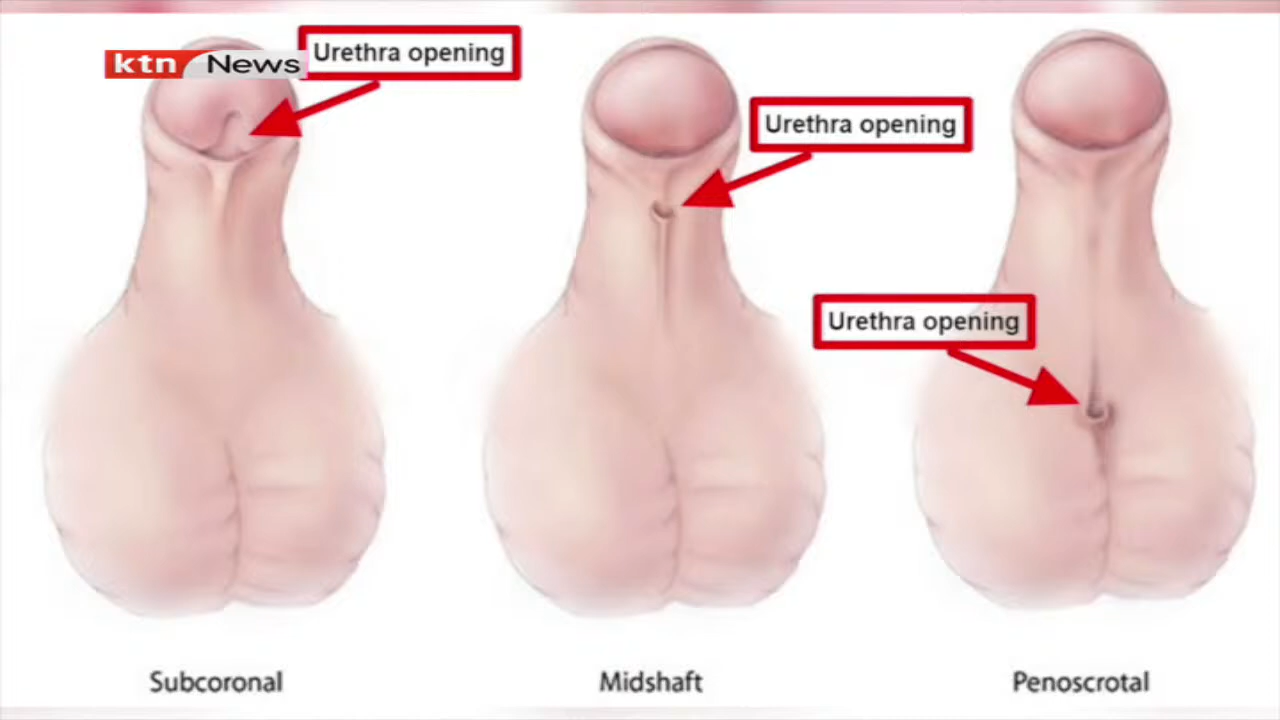 ktn News
Urethra opening
Urethra opening
Urethra opening
Subcoronal
Midshaft
Penoscrotal